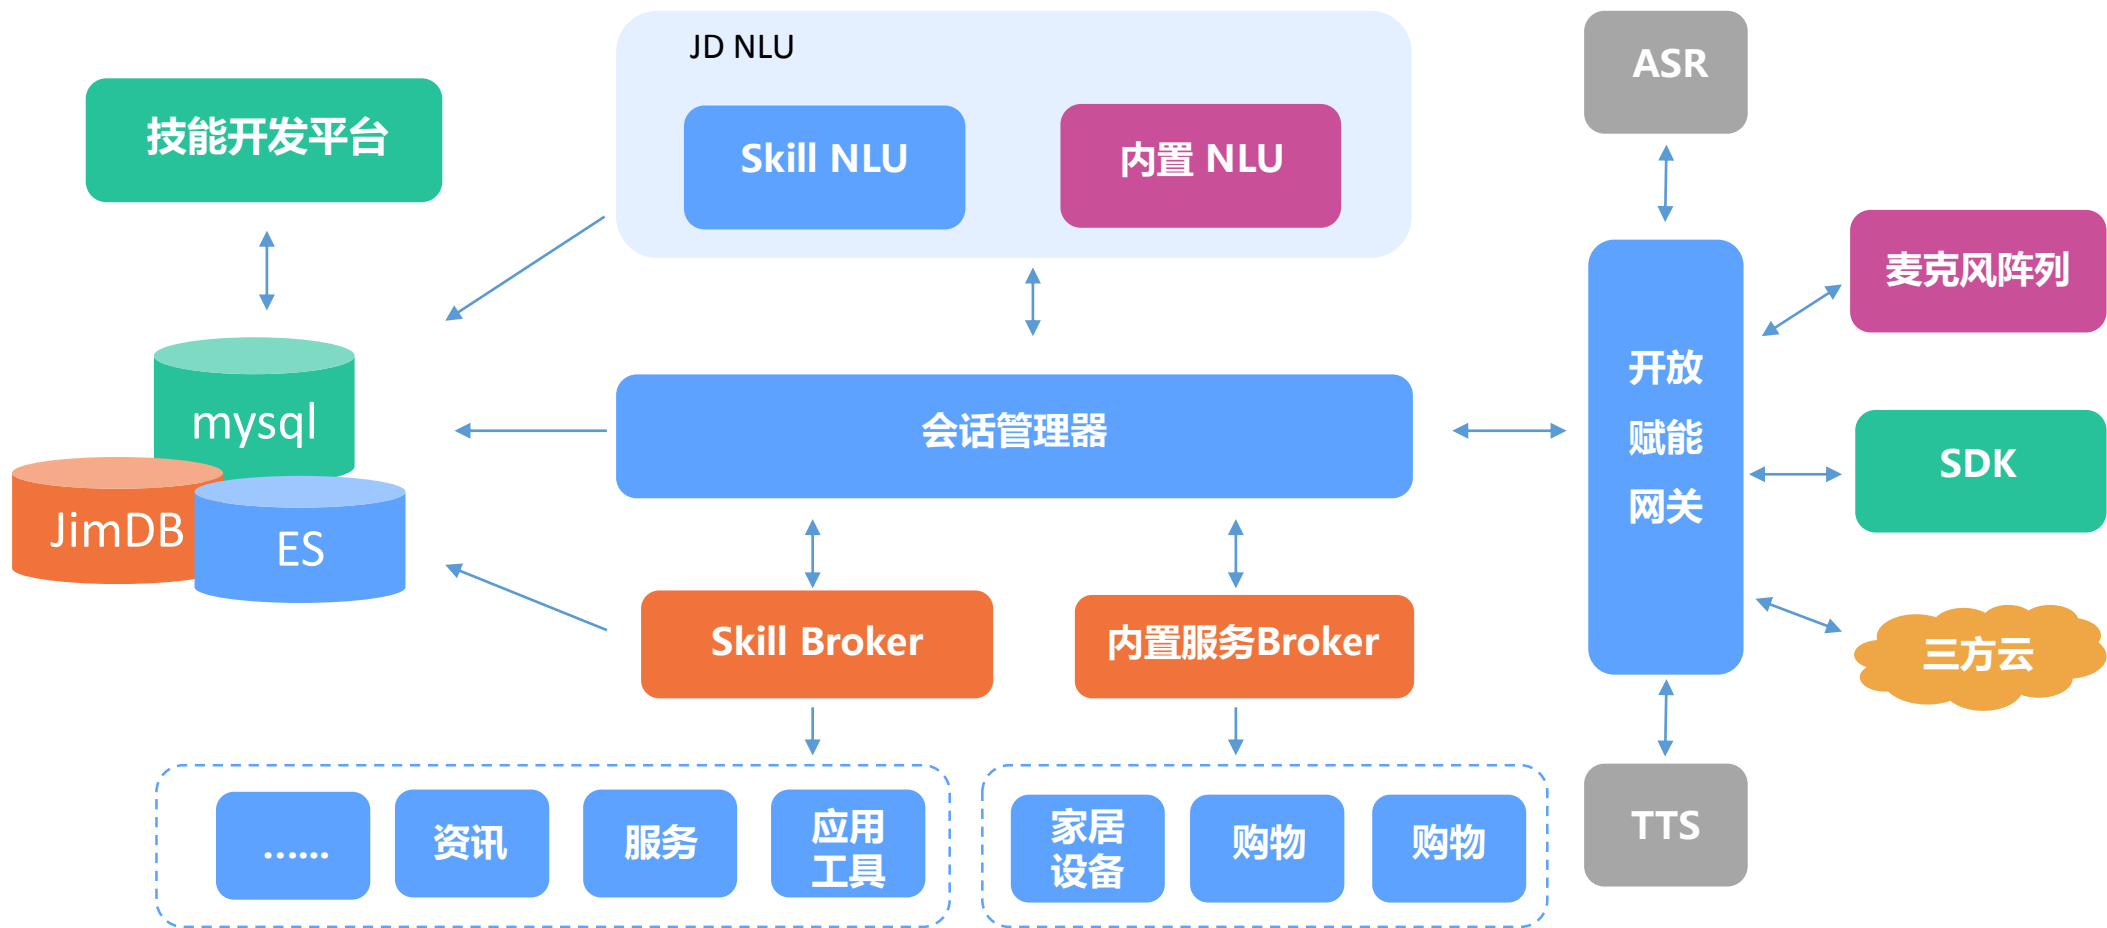 JD NLU
ASR
技能开发平台
Skill NLU
内置 NLU
麦克风阵列
开放
赋能
网关
mysql
会话管理器
SDK
JimDB
ES
Skill Broker
内置服务Broker
三方云
……
资讯
服务
应用
工具
家居
设备
购物
购物
TTS